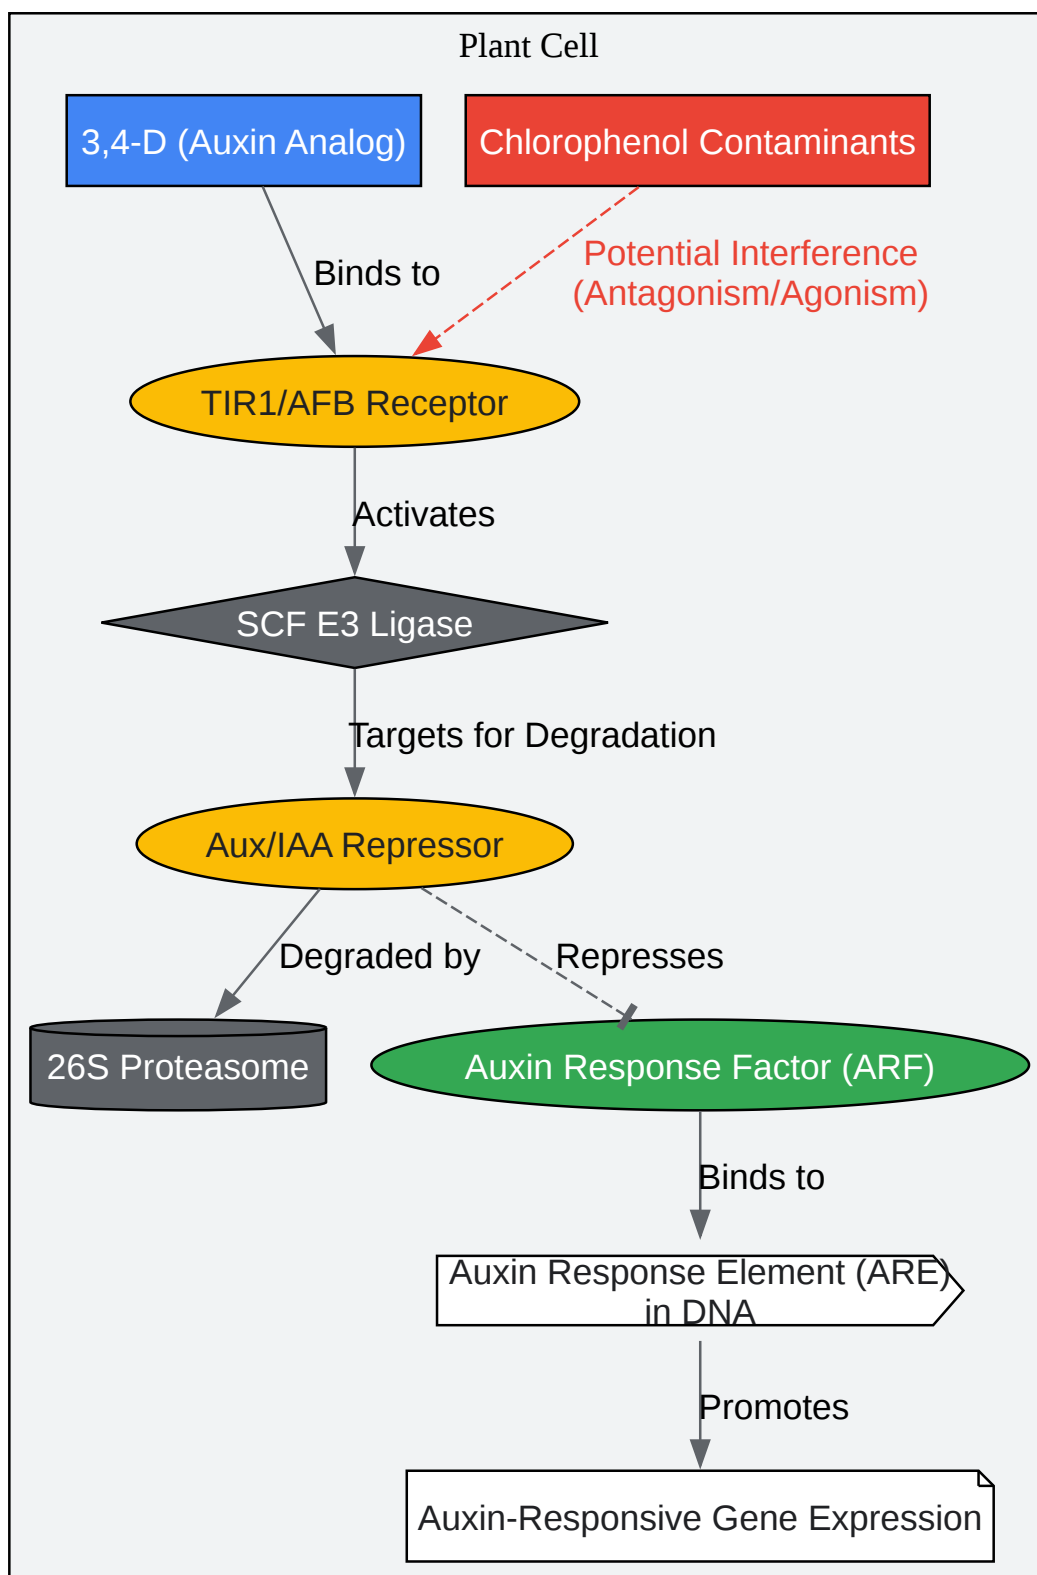 Plant Cell
3,4-D (Auxin Analog)
Chlorophenol Contaminants
Binds to
Potential Interference
(Antagonism/Agonism)
TIR1/AFB Receptor
Activates
SCF E3 Ligase
Targets for Degradation
Aux/IAA Repressor
Degraded by
Represses
26S Proteasome
Auxin Response Factor (ARF)
Binds to
Auxin Response Element (ARE)
in DNA
Promotes
Auxin-Responsive Gene Expression